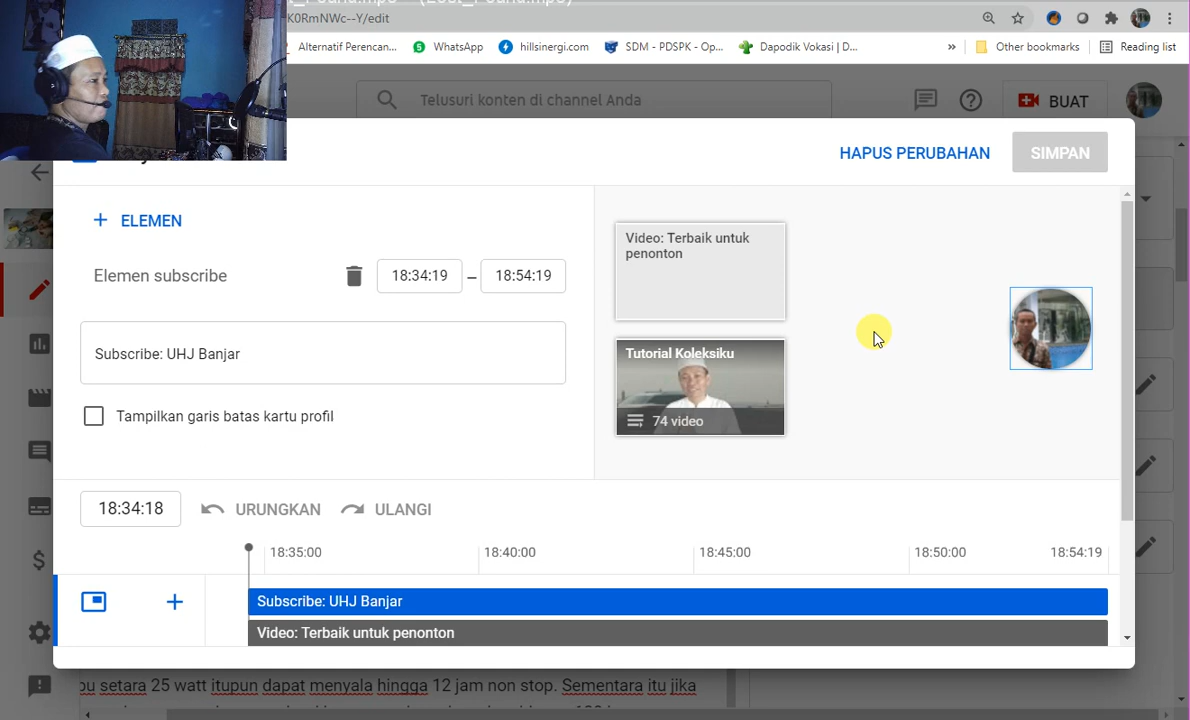 K0RmNWc--Y/edit
Alternatif Perencan...
WhatsApp
hillsinergi.com
SDM - PDSPK - Op...
Dapodik Vokasi | D...
»
Other bookmarks
Reading list
Telusuri konten di channel Anda
BUAT
HAPUS PERUBAHAN
SIMPAN
+ ELEMEN
Elemen subscribe
18:34:19 – 18:54:19
Subscribe: UHJ Banjar
Tampilkan garis batas kartu profil
Video: Terbaik untuk
penonton
Tutorial Koleksiku
74 video
18:34:18
URUNGKAN
ULANGI
18:35:00
18:40:00
18:45:00
18:50:00
18:54:19
Subscribe: UHJ Banjar
Video: Terbaik untuk penonton
setara 25 watt itupun dapat menyala hingga 12 jam non stop. Sementara itu jika